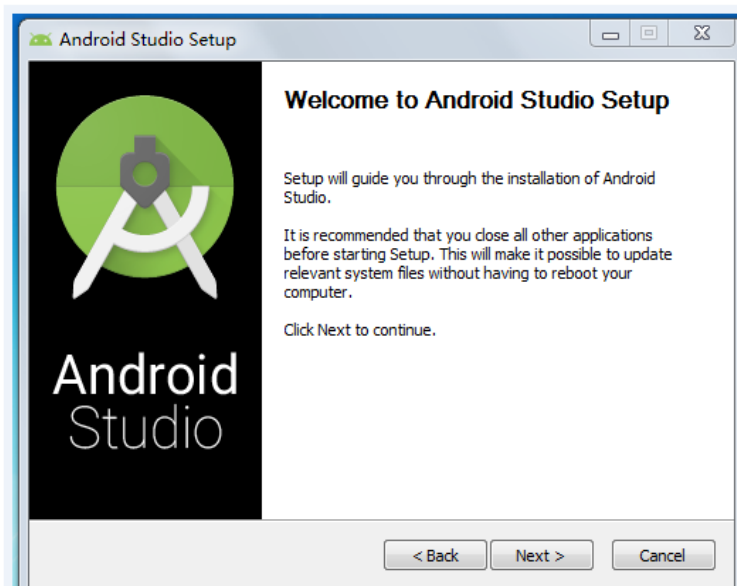 Android Studio Setup
Welcome to Android Studio Setup
Setup will guide you through the installation of Android
Studio.
It is recommended that you close all other applications
before starting Setup. This will make it possible to update
relevant system files without having to reboot your
computer.
Click Next to continue.
Android
Studio
< Back
Next >
Cancel